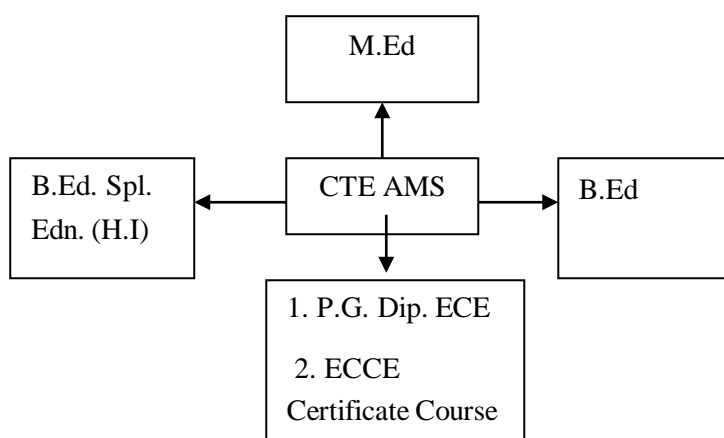 M.Ed
B.Ed. Spl.
Edn. (H.I)
CTE AMS
B.Ed
1. P.G. Dip. ECE
2. ECCE
Certificate Course